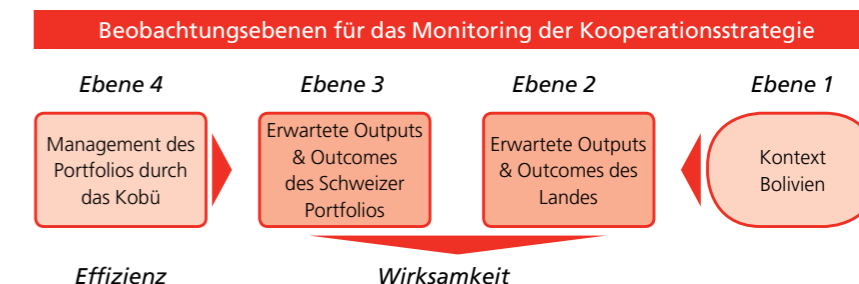 Beobachtungsebenen für das Monitoring der Kooperationsstrategie
Ebene 4
Ebene 3
Ebene 2
Ebene 1
Management des
Portfolios durch
das Kobü
Erwartete Outputs
& Outcomes
des Schweizer
Portfolios
Erwartete Outputs
& Outcomes des
Landes
Kontext
Bolivien
Effizienz
Wirksamkeit